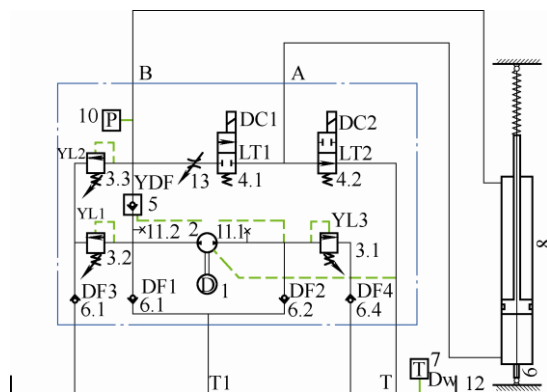 B
A
10
P
DC1
DC2
YL2
LT1
LT2
3.3
13
4.1
4.2
YDF
5
YL1
2
YL3
11.2
11.1
3.2
3.1
D
1
DF3
DF1
DF2
DF4
6.1
6.1
6.2
6.4
8
9
T1
T
T
7
Dw
12